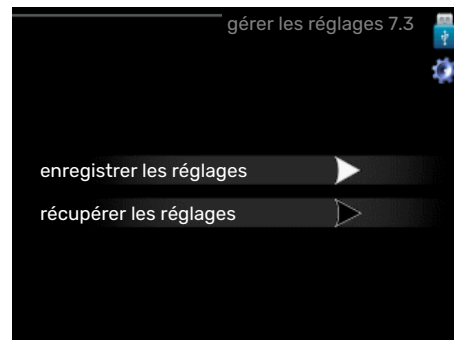 gérer les réglages 7.3
enregistrer les réglages
récupérer les réglages